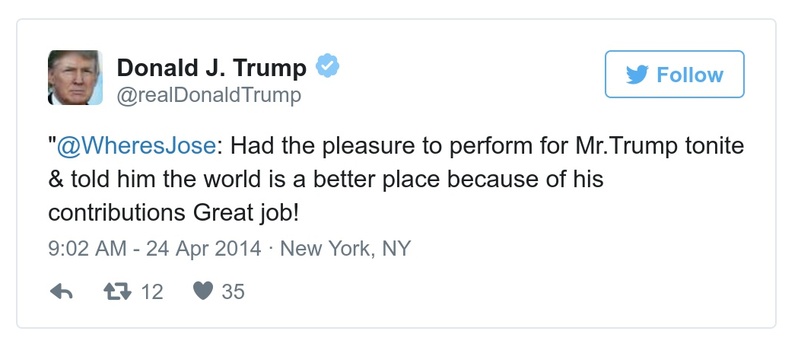 Donald J. Trump
@realDonaldTrump
Follow
"@WheresJose: Had the pleasure to perform for Mr.Trump tonite
& told him the world is a better place because of his
contributions Great job!
9:02 AM - 24 Apr 2014 · New York, NY
12 35